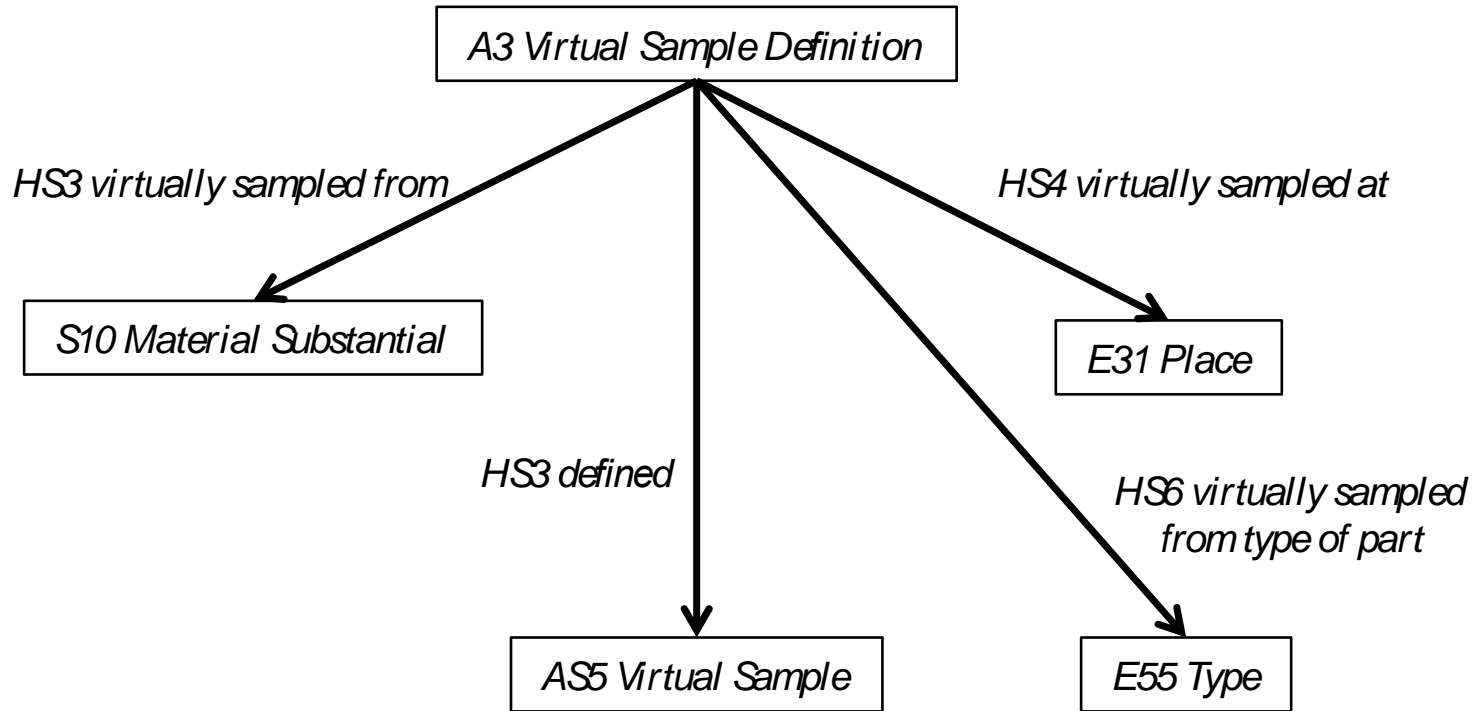 A3 Virtual Sample Definition
HS3 virtually sampled from
HS4 virtually sampled at
S10 Material Substantial
E31 Place
HS3 defined
HS6 virtually sampled
from type of part
AS5 Virtual Sample
E55 Type